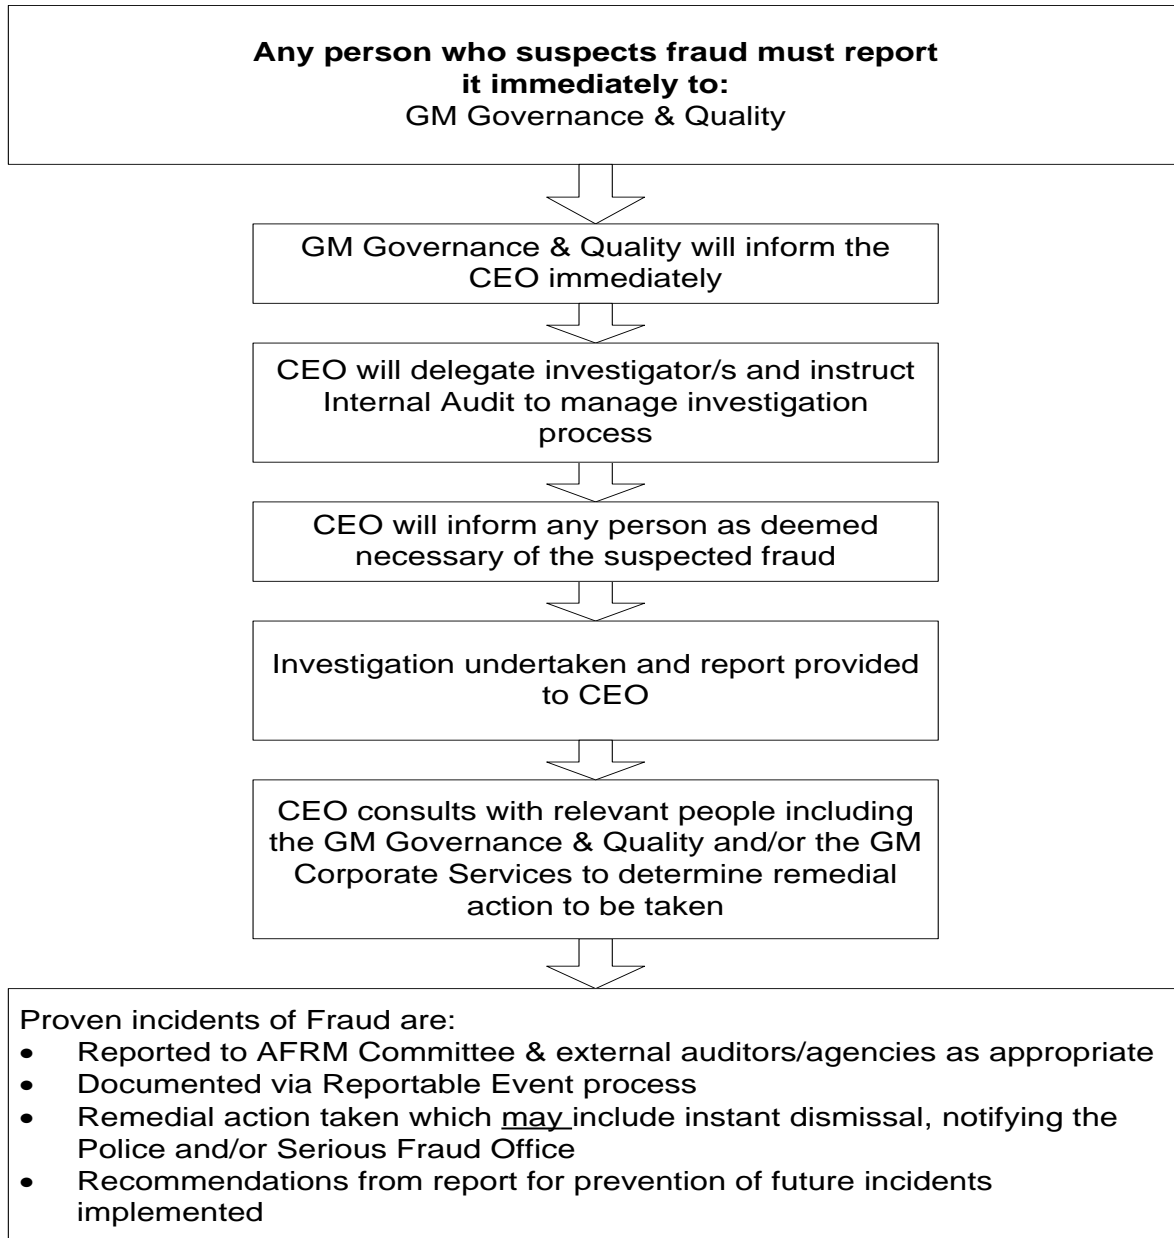 Any person who suspects fraud must report
it immediately to:
GM Governance & Quality
GM Governance & Quality will inform the
CEO immediately
CEO will delegate investigator/s and instruct
Internal Audit to manage investigation
process
CEO will inform any person as deemed
necessary of the suspected fraud
Investigation undertaken and report provided
to CEO
CEO consults with relevant people including
the GM Governance & Quality and/or the GM
Corporate Services to determine remedial
action to be taken
Proven incidents of Fraud are:
• Reported to AFRM Committee & external auditors/agencies as appropriate
• Documented via Reportable Event process
• Remedial action taken which may include instant dismissal, notifying the
Police and/or Serious Fraud Office
• Recommendations from report for prevention of future incidents
implemented